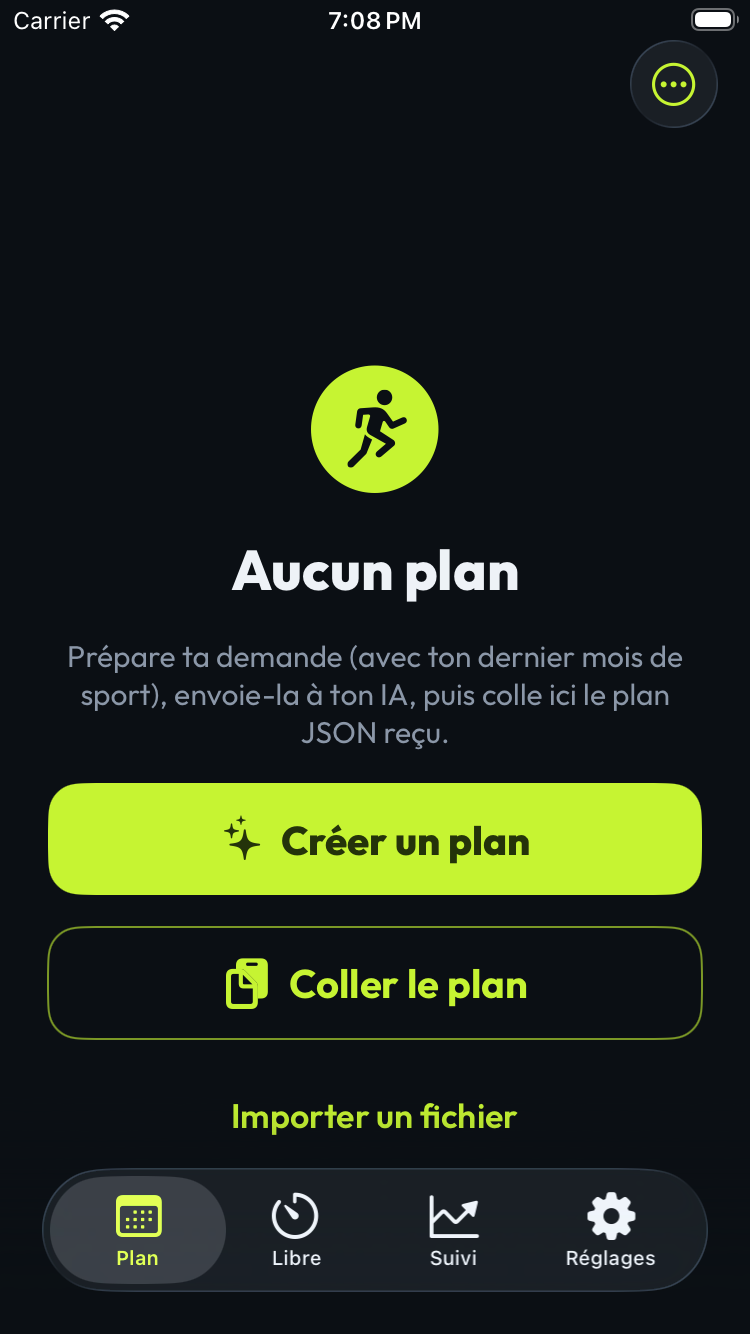 Carrier 7:08 PM
Aucun plan
Prépare ta demande (avec ton dernier mois de
sport), envoie-la à ton IA, puis colle ici le plan
JSON reçu.
Créer un plan
Coller le plan
Importer un fichier
Plan Libre Suivi Réglages